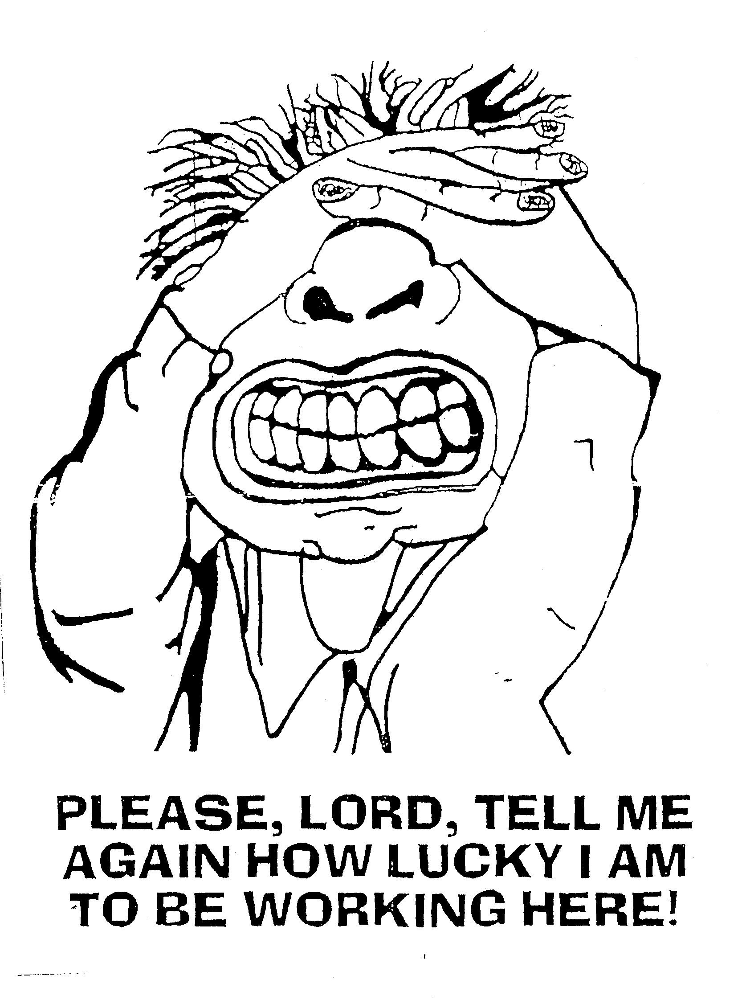 PLEASE, LORD, TELL ME
AGAIN HOW LUCKY I AM
TO BE WORKING HERE!